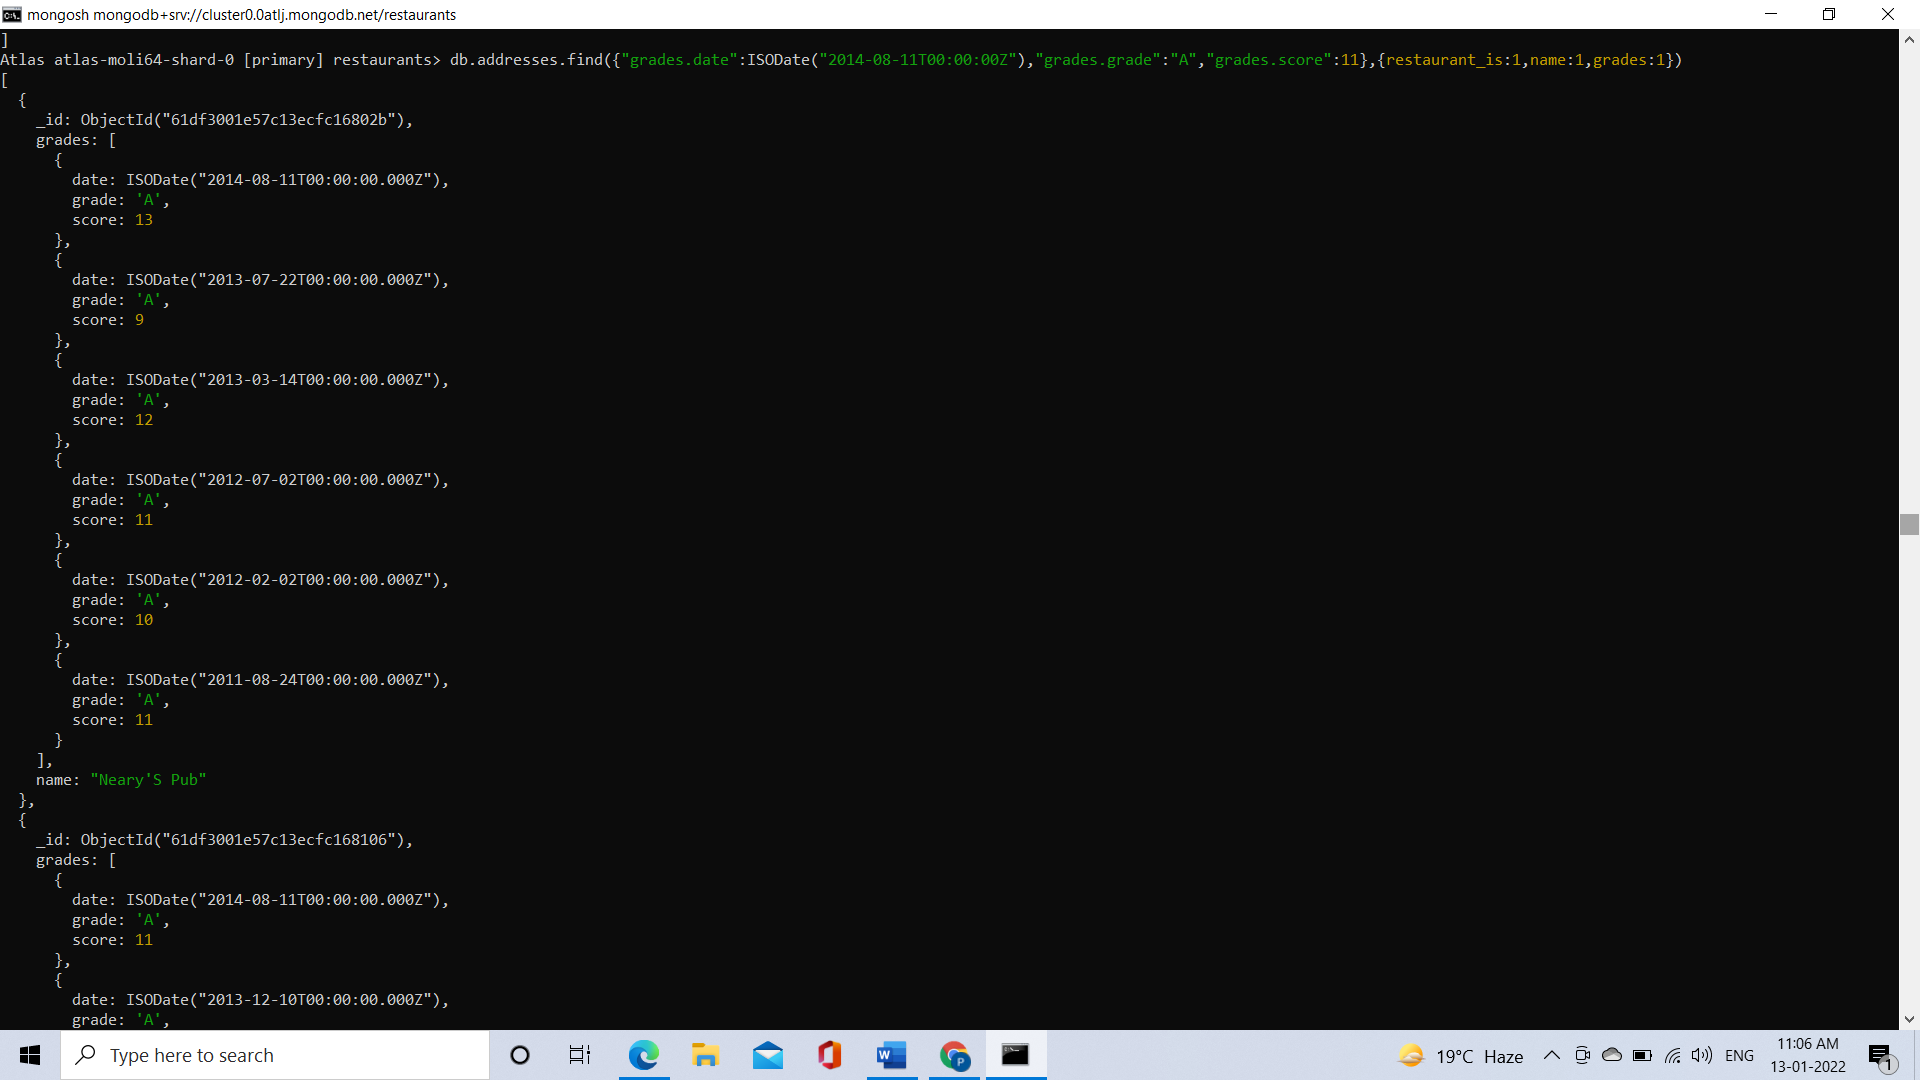 mongosh mongodb+srv://cluster0.0atlj.mongodb.net/restaurants
]
Atlas atlas-moli64-shard-0 [primary] restaurants> db.addresses.find({"grades.date":ISODate("2014-08-11T00:00:00Z"),"grades.grade":"A","grades.score":11},{restaurant_is:1,name:1,grades:1})
[
  {
    _id: ObjectId("61df3001e57c13ecfc16802b"),
    grades: [
      {
        date: ISODate("2014-08-11T00:00:00.000Z"),
        grade: 'A',
        score: 13
      },
      {
        date: ISODate("2013-07-22T00:00:00.000Z"),
        grade: 'A',
        score: 9
      },
      {
        date: ISODate("2013-03-14T00:00:00.000Z"),
        grade: 'A',
        score: 12
      },
      {
        date: ISODate("2012-07-02T00:00:00.000Z"),
        grade: 'A',
        score: 11
      },
      {
        date: ISODate("2012-02-02T00:00:00.000Z"),
        grade: 'A',
        score: 10
      },
      {
        date: ISODate("2011-08-24T00:00:00.000Z"),
        grade: 'A',
        score: 11
      }
    ],
    name: "Neary'S Pub"
  },
  {
    _id: ObjectId("61df3001e57c13ecfc168106"),
    grades: [
      {
        date: ISODate("2014-08-11T00:00:00.000Z"),
        grade: 'A',
        score: 11
      },
      {
        date: ISODate("2013-12-10T00:00:00.000Z"),
        grade: 'A',
Type here to search
W
P
19°C Haze
ENG
11:06 AM
13-01-2022
1